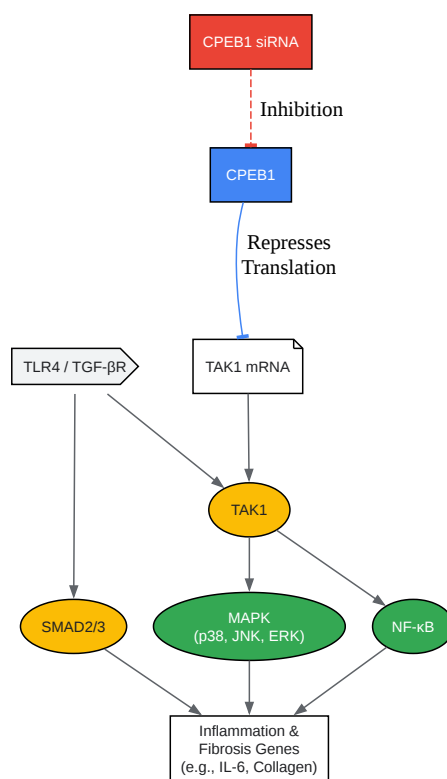 CPEB1 siRNA
Inhibition
CPEB1
Represses
Translation
TLR4 / TGF-βR
TAK1 mRNA
TAK1
SMAD2/3
MAPK
(p38, JNK, ERK)
NF-κB
Inflammation &
Fibrosis Genes
(e.g., IL-6, Collagen)